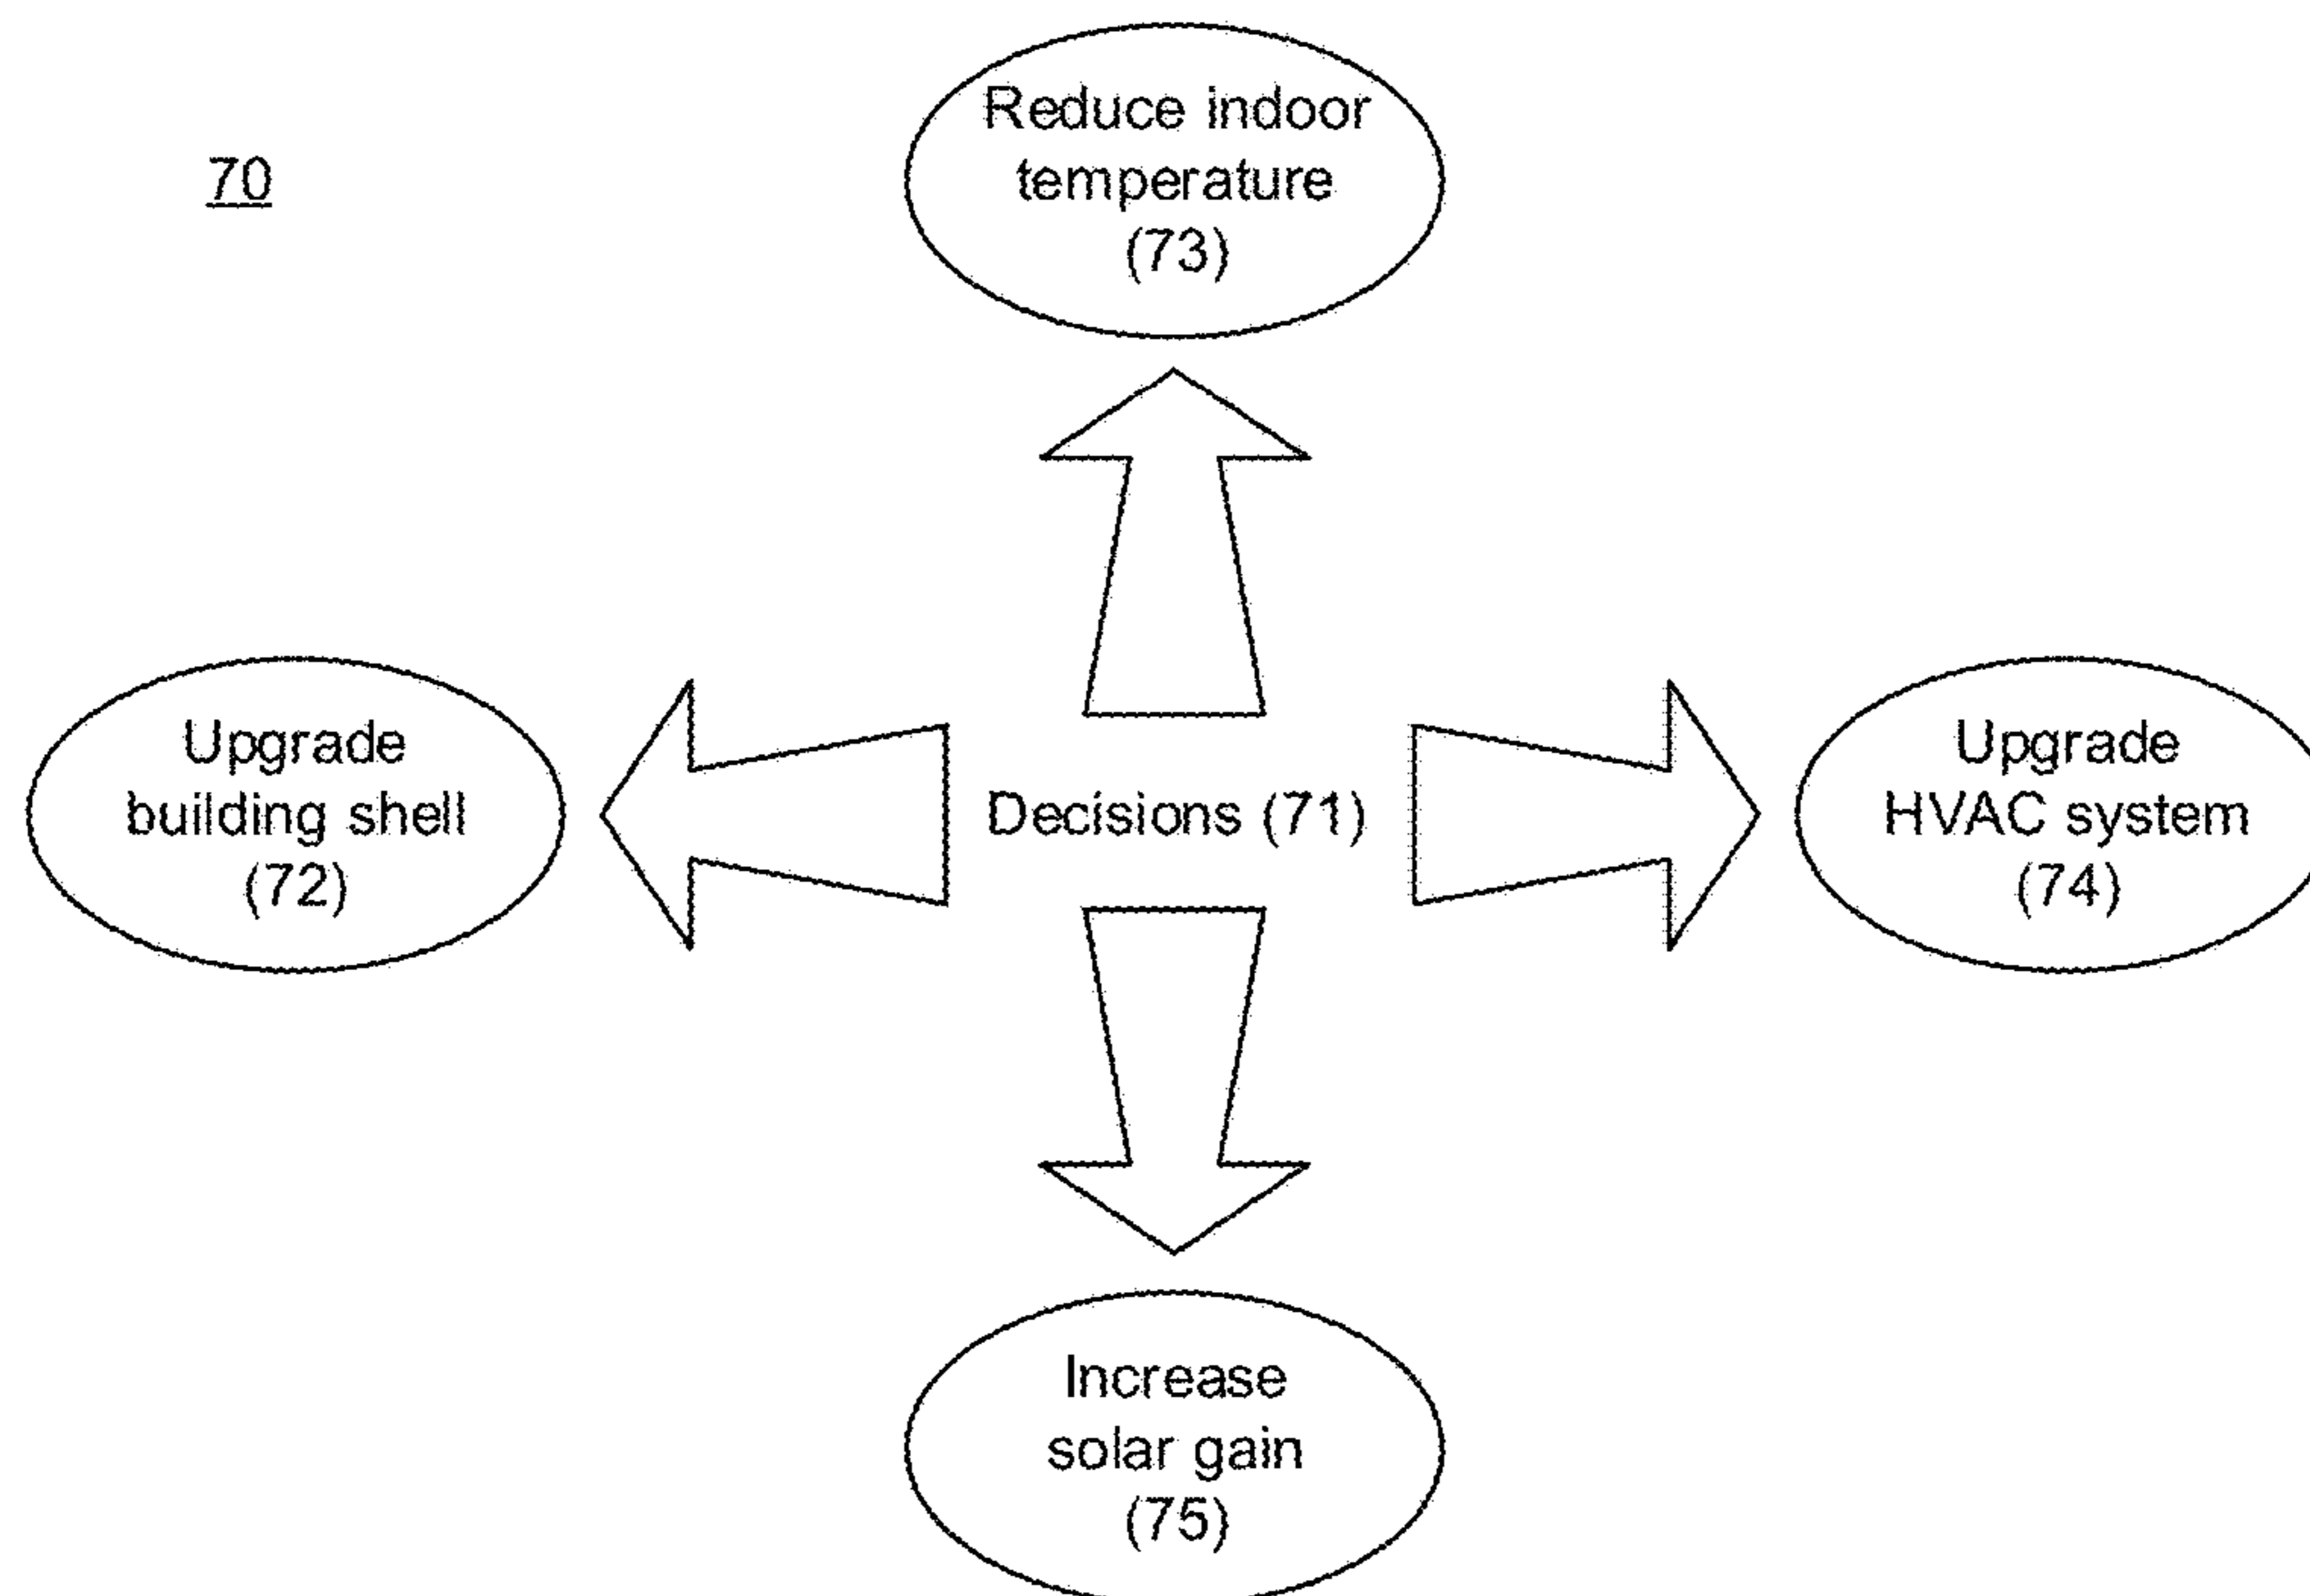 70
Reduce indoor
temperature
(73)
Upgrade
building shell
(72)
Decisions (71)
Upgrade
HVAC system
(74)
Increase
solar gain
(75)